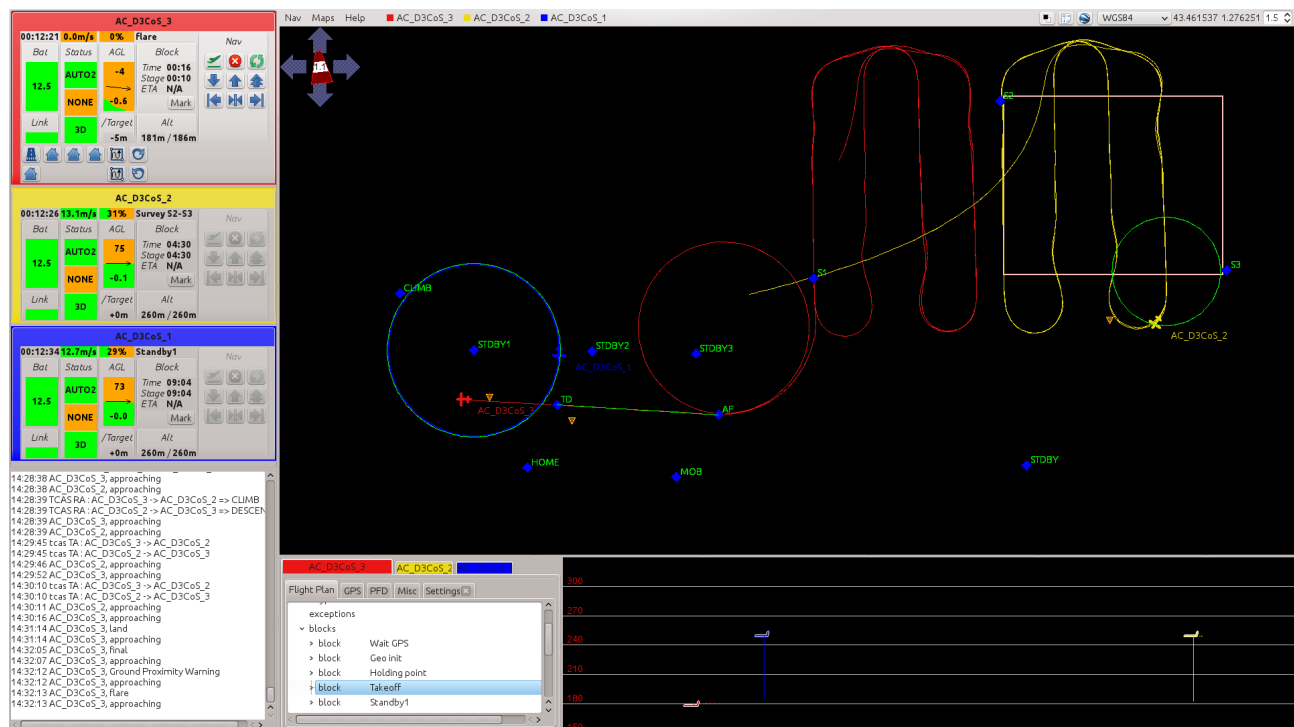 Nav Maps Help AC_D3CoS_3 AC_D3CoS_2 AC_D3CoS_1 WGS84 43.461537 1.276251 1.5
AC_D3CoS_3
00:12:21 0.0m/s 0% flare
Bat Status AGL Block Nav
12.5 AUTO2 -4 Time 00:16
Stage 00:10
ETA N/A
NONE -0.6 Mark
Link /Target Alt
3D -5m 181m / 186m
AC_D3CoS_2
00:12:26 13.1m/s 31% Survey S2-S3
Bat Status AGL Block Nav
12.5 AUTO2 75 Time 04:30
Stage 04:30
ETA N/A
NONE -0.1 Mark
Link /Target Alt
3D +0m 260m / 260m
AC_D3CoS_1
00:12:34 12.7m/s 29% Standby1
Bat Status AGL Block Nav
12.5 AUTO2 73 Time 09:04
Stage 09:04
ETA N/A
NONE -0.0 Mark
Link /Target Alt
3D +0m 260m / 260m
14:28:38 AC_D3CoS_3, approaching
14:28:38 AC_D3CoS_2, approaching
14:28:39 TCAS RA : AC_D3CoS_3 -> AC_D3CoS_2 => CLIMB
14:28:39 TCAS RA : AC_D3CoS_2 -> AC_D3CoS_3 => DESCEN
14:28:39 AC_D3CoS_3, approaching
14:28:39 AC_D3CoS_2, approaching
14:29:45 tcas TA : AC_D3CoS_3 -> AC_D3CoS_2
14:29:45 tcas TA : AC_D3CoS_2 -> AC_D3CoS_3
14:29:46 AC_D3CoS_2, approaching
14:29:52 AC_D3CoS_3, approaching
14:30:10 tcas TA : AC_D3CoS_3 -> AC_D3CoS_2
14:30:10 tcas TA : AC_D3CoS_2 -> AC_D3CoS_3
14:30:11 AC_D3CoS_2, approaching
14:30:16 AC_D3CoS_3, approaching
14:31:14 AC_D3CoS_3, land
14:31:14 AC_D3CoS_3, approaching
14:32:05 AC_D3CoS_3, final
14:32:07 AC_D3CoS_3, approaching
14:32:12 AC_D3CoS_3, Ground Proximity Warning
14:32:12 AC_D3CoS_3, approaching
14:32:13 AC_D3CoS_3, flare
14:32:13 AC_D3CoS_3, approaching
1.1
S2
S3
S1
CLIMB
AC_D3CoS_2
STDBY1 STDBY2 STDBY3
AC_D3CoS_1
TD
AC_D3CoS_3 AF
HOME MOB STDBY
AC_D3CoS_3 AC_D3CoS_2
Flight Plan GPS PFD Misc Settings
exceptions
blocks
block Wait GPS
block Geo init
block Holding point
block Takeoff
block Standby1
300
270
240
210
180
150